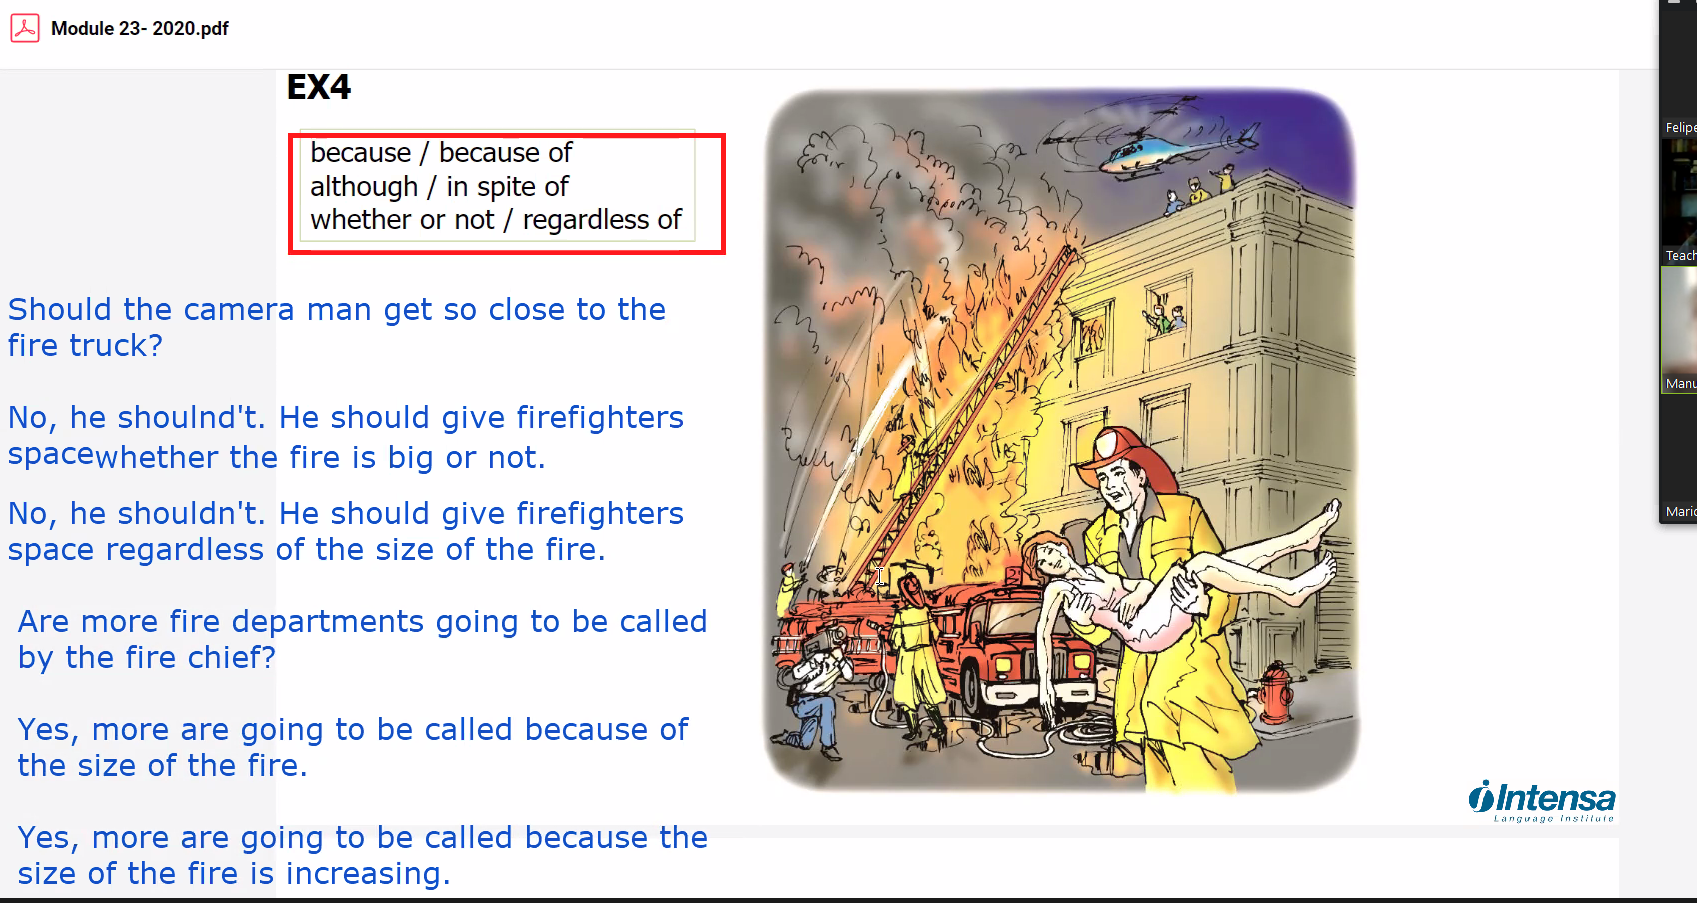 Module 23- 2020.pdf
EX4
because / because of
although / in spite of
whether or not / regardless of
Should the camera man get so close to the
fire truck?
No, he shoulnd't. He should give firefighters
spacewhether the fire is big or not.
No, he shouldn't. He should give firefighters
space regardless of the size of the fire.
Are more fire departments going to be called
by the fire chief?
Yes, more are going to be called because of
the size of the fire.
Yes, more are going to be called because the
size of the fire is increasing.
Intensa
Language Institute
Felipe
Teach
Manu
Mario